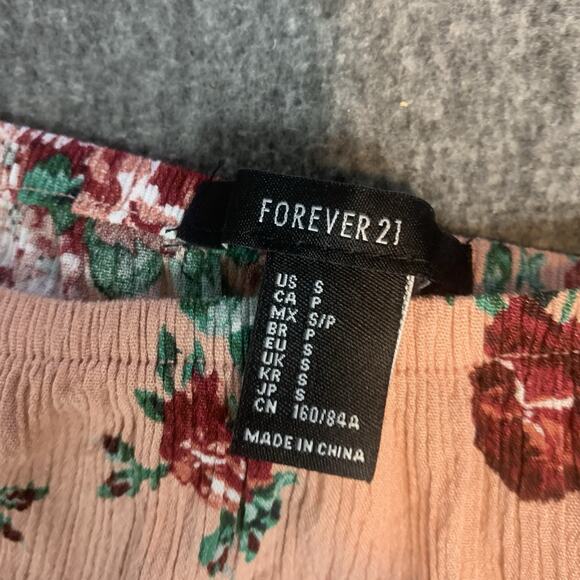 FOREVER 21
US S
CA P
MX S/P
BR P
EU S
UK S
KR S
JP S
CN 160/84A
MADE IN CHINA